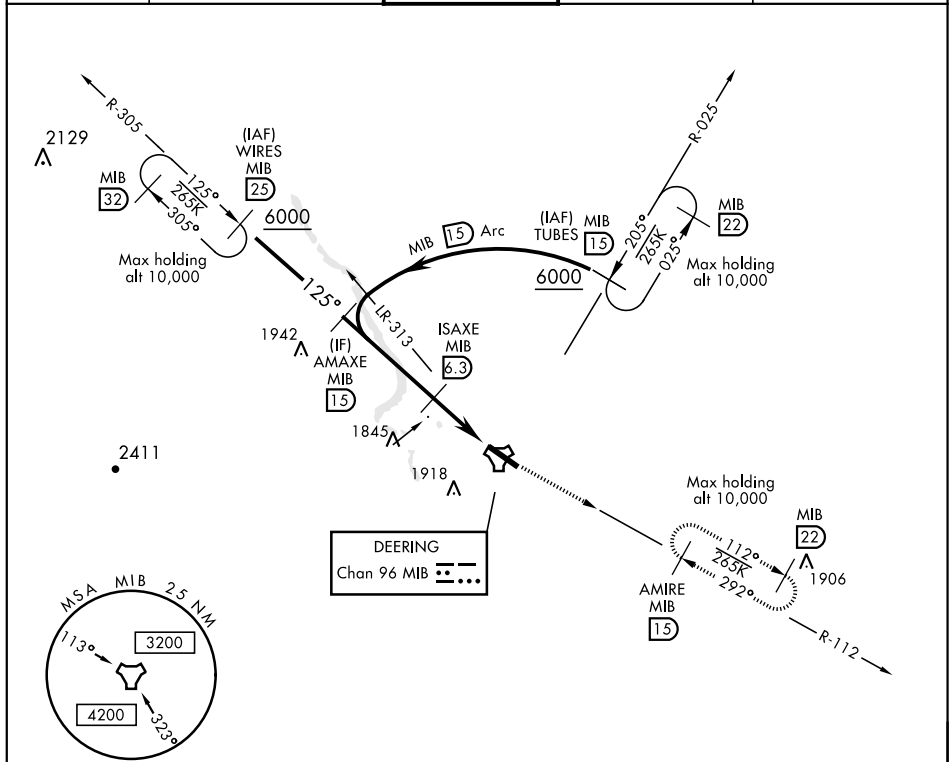 R-305
2129
MIB
32
125°
265K
305°
Max holding
alt 10,000
(IAF)
WIRES
MIB
25
6000
125°
1942
(IF)
AMAXE
MIB
15
LR-313
MIB 15 Arc
(IAF)
TUBES
MIB
15
6000
R-025
205°
265K
025°
MIB
22
Max holding
alt 10,000
ISAXE
MIB
6.3
1845
1918
2411
DEERING
Chan 96 MIB
Max holding
alt 10,000
MIB
22
1906
112°
265K
292°
AMIRE
MIB
15
R-112
MSA MIB 25 NM
113°
3200
4200
323°